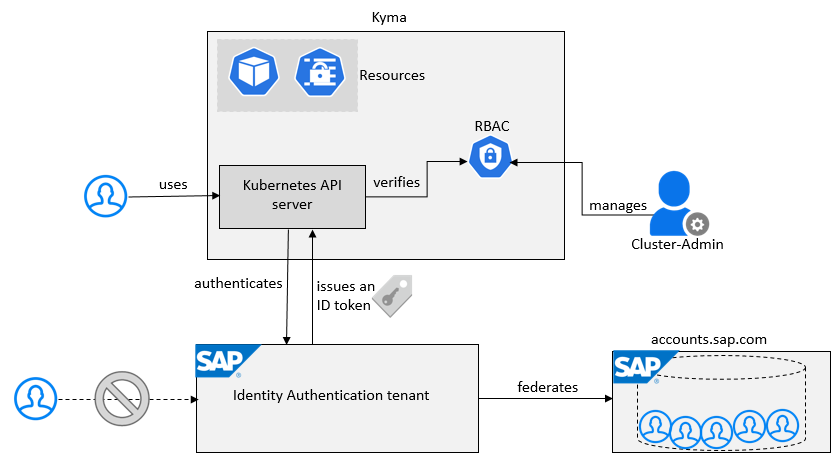 Kyma
Resources
RBAC
uses
Kubernetes API
server
verifies
manages
Cluster-Admin
authenticates
issues an
ID token
accounts.sap.com
SAP
®
Identity Authentication tenant
federates
SAP
®